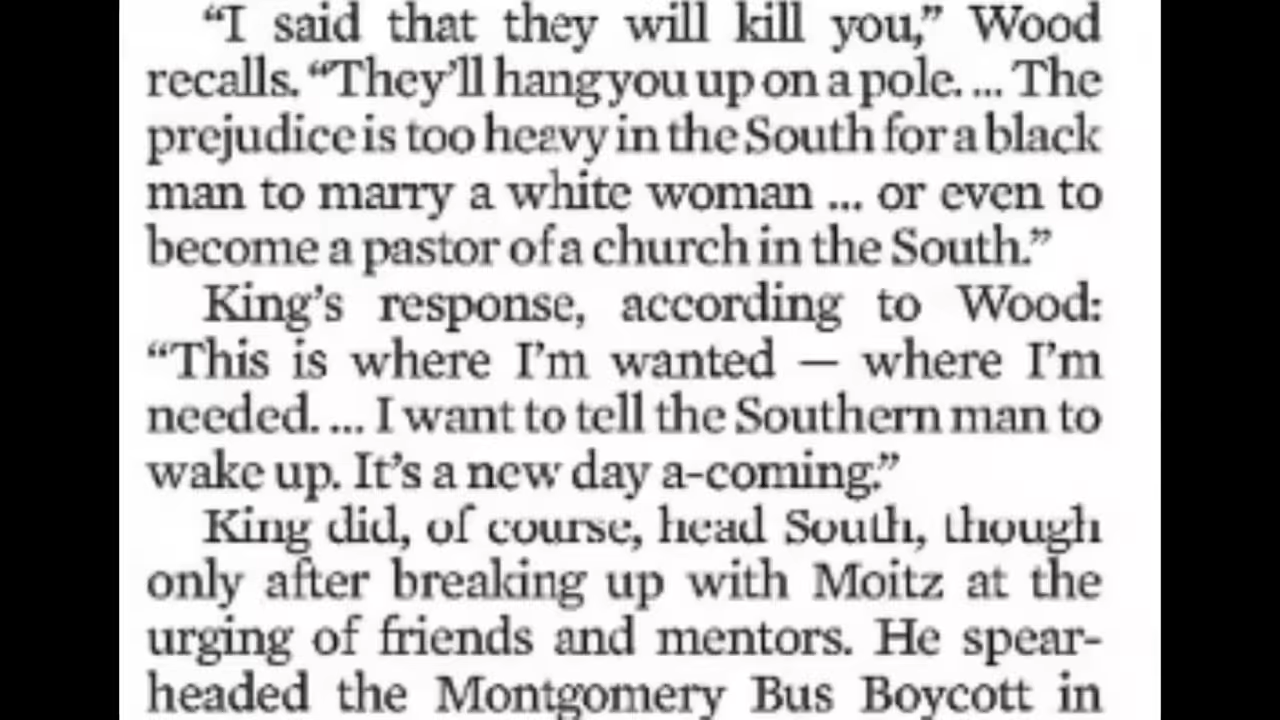 “I said that they will kill you,” Wood
recalls. “They’ll hang you up on a pole. ... The
prejudice is too heavy in the South for a black
man to marry a white woman ... or even to
become a pastor of a church in the South.”
King’s response, according to Wood:
“This is where I’m wanted — where I’m
needed. ... I want to tell the Southern man to
wake up. It’s a new day a-coming.”
King did, of course, head South, though
only after breaking up with Moitz at the
urging of friends and mentors. He spear-
headed the Montgomery Bus Boycott in